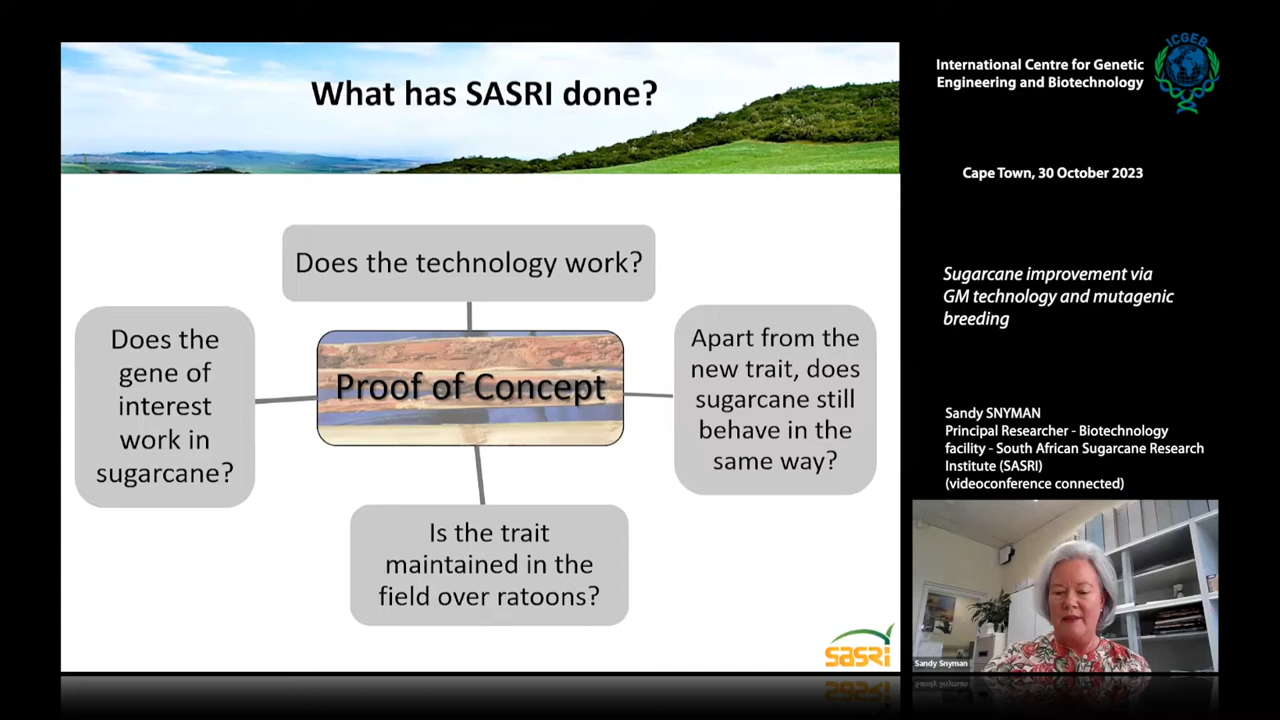 What has SASRI done?
Does the technology work?
Does the
gene of
interest
work in
sugarcane?
Proof of Concept
Apart from the
new trait, does
sugarcane still
behave in the
same way?
Is the trait
maintained in the
field over ratoons?
sasri
International Centre for Genetic
Engineering and Biotechnology
ICGEB
Cape Town, 30 October 2023
Sugarcane improvement via
GM technology and mutagenic
breeding
Sandy SNYMAN
Principal Researcher - Biotechnology
facility - South African Sugarcane Research
Institute (SASRI)
(videoconference connected)
Sandy Snyman